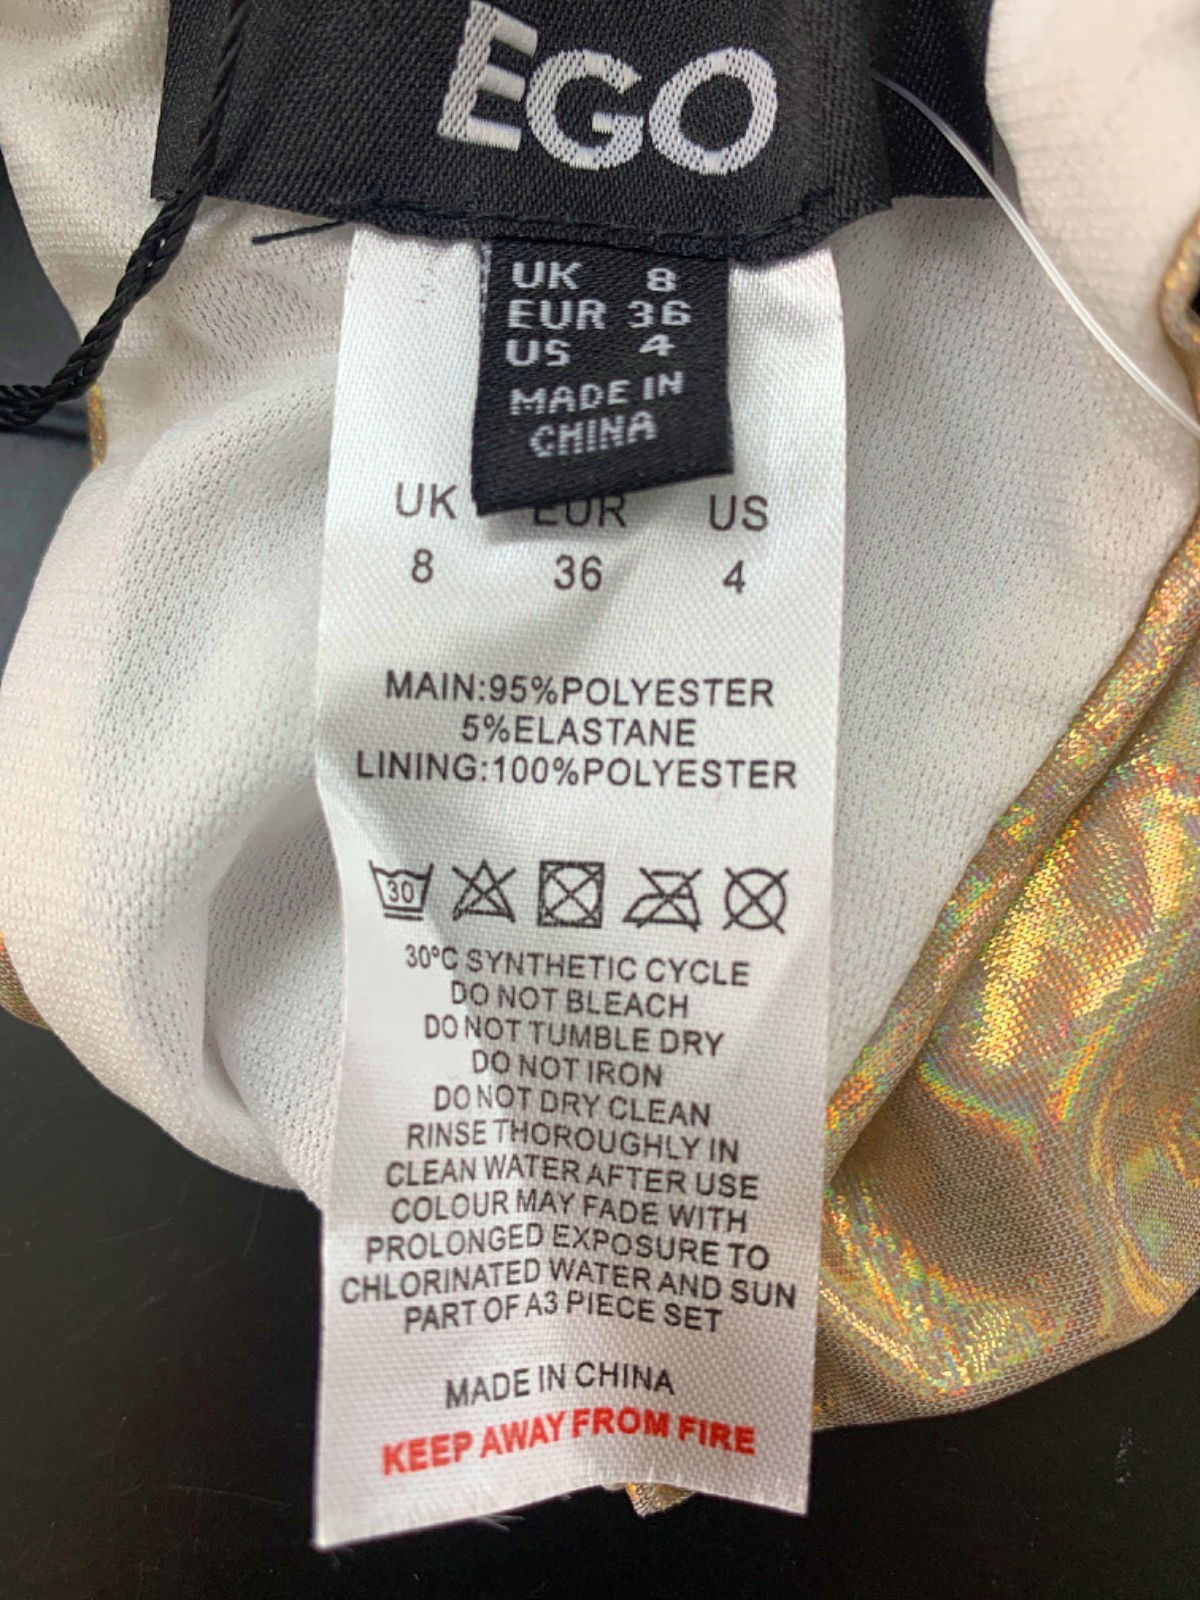 EGO
UK 8
EUR 36
US 4
MADE IN
CHINA
UK EUR US
8 36 4
MAIN:95%POLYESTER
5%ELASTANE
LINING:100%POLYESTER
30
30°C SYNTHETIC CYCLE
DO NOT BLEACH
DO NOT TUMBLE DRY
DO NOT IRON
DO NOT DRY CLEAN
RINSE THOROUGHLY IN
CLEAN WATER AFTER USE
COLOUR MAY FADE WITH
PROLONGED EXPOSURE TO
CHLORINATED WATER AND SUN
PART OF A3 PIECE SET
MADE IN CHINA
KEEP AWAY FROM FIRE